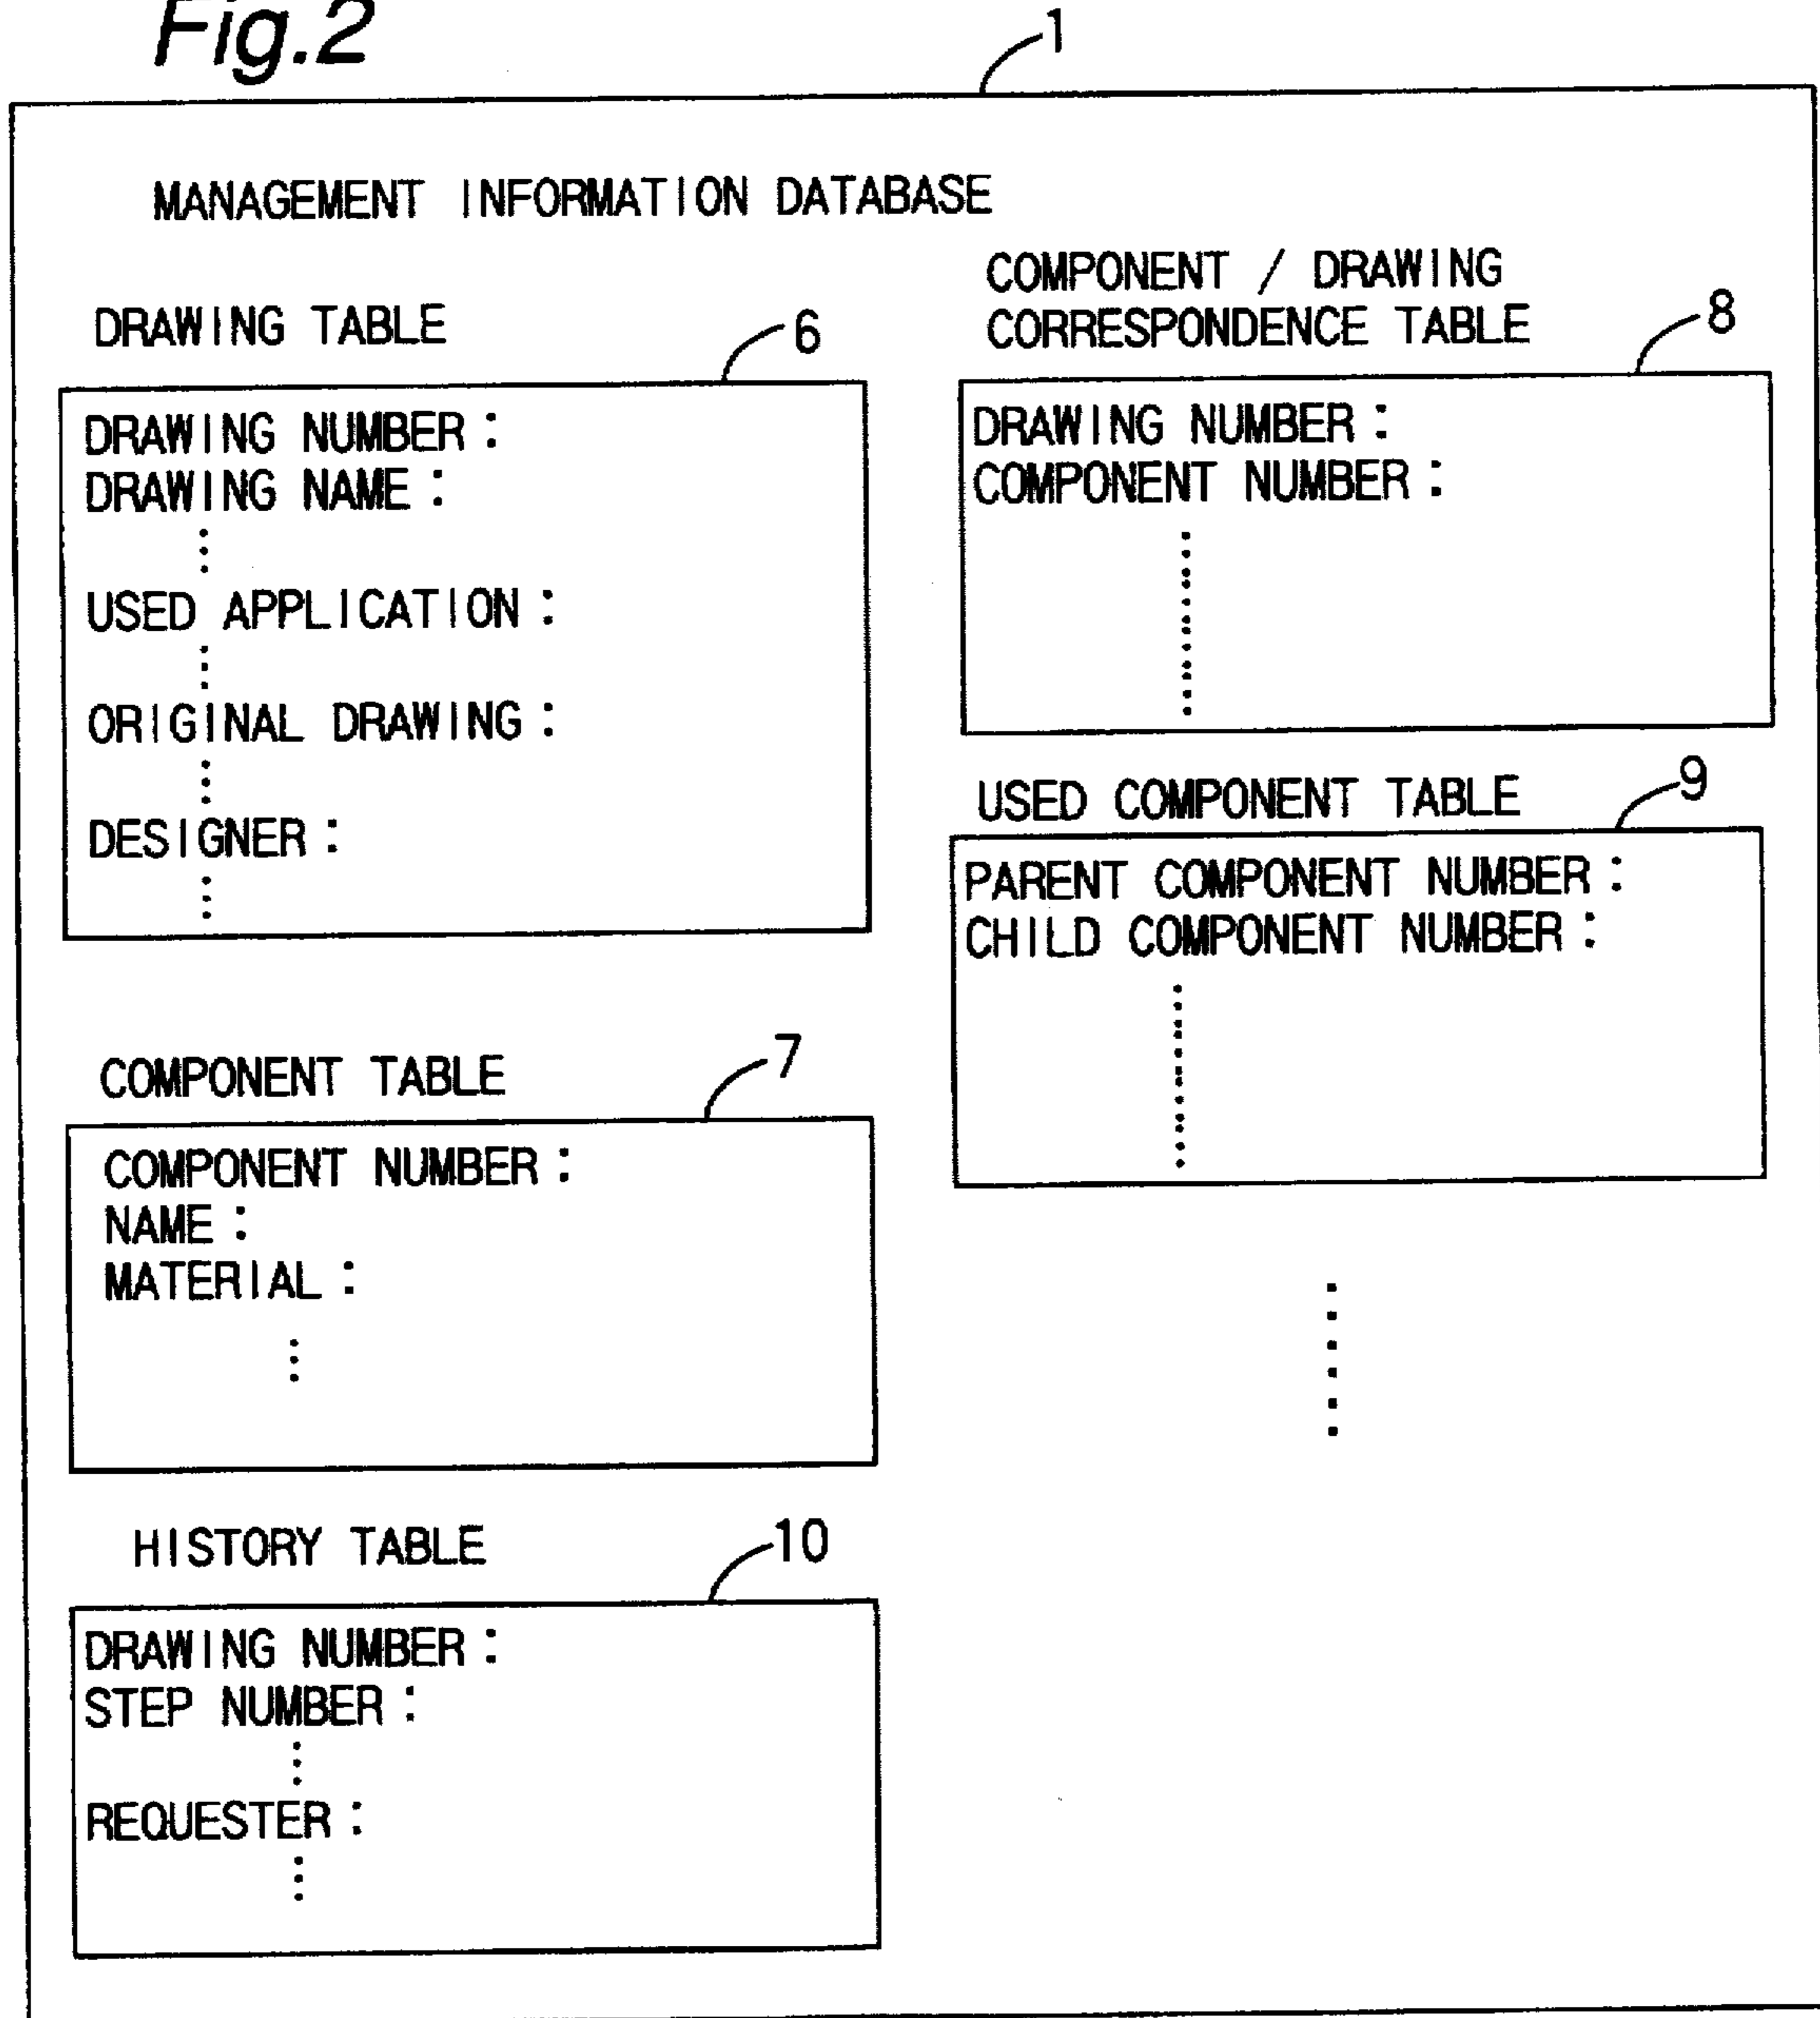 Fig.2
1
MANAGEMENT INFORMATION DATABASE
DRAWING TABLE
6
DRAWING NUMBER :
DRAWING NAME :
USED APPLICATION :
ORIGINAL DRAWING :
DESIGNER :
COMPONENT TABLE
7
COMPONENT NUMBER :
NAME :
MATERIAL :
HISTORY TABLE
10
DRAWING NUMBER :
STEP NUMBER :
REQUESTER :
COMPONENT / DRAWING
CORRESPONDENCE TABLE
8
DRAWING NUMBER :
COMPONENT NUMBER :
USED COMPONENT TABLE
9
PARENT COMPONENT NUMBER :
CHILD COMPONENT NUMBER :